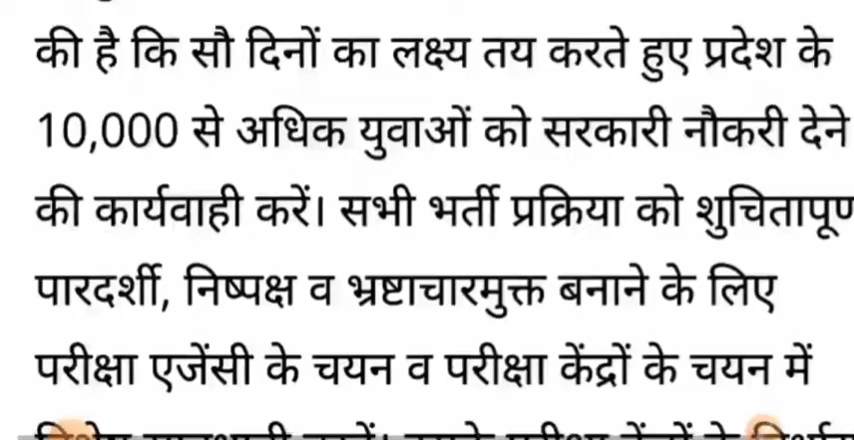 की है कि सौ दिनों का लक्ष्य तय करते हुए प्रदेश के
10,000 से अधिक युवाओं को सरकारी नौकरी देने
की कार्यवाही करें। सभी भर्ती प्रक्रिया को शुचितापूण
पारदर्शी, निष्पक्ष व भ्रष्टाचारमुक्त बनाने के लिए
परीक्षा एजेंसी के चयन व परीक्षा केंद्रों के चयन में